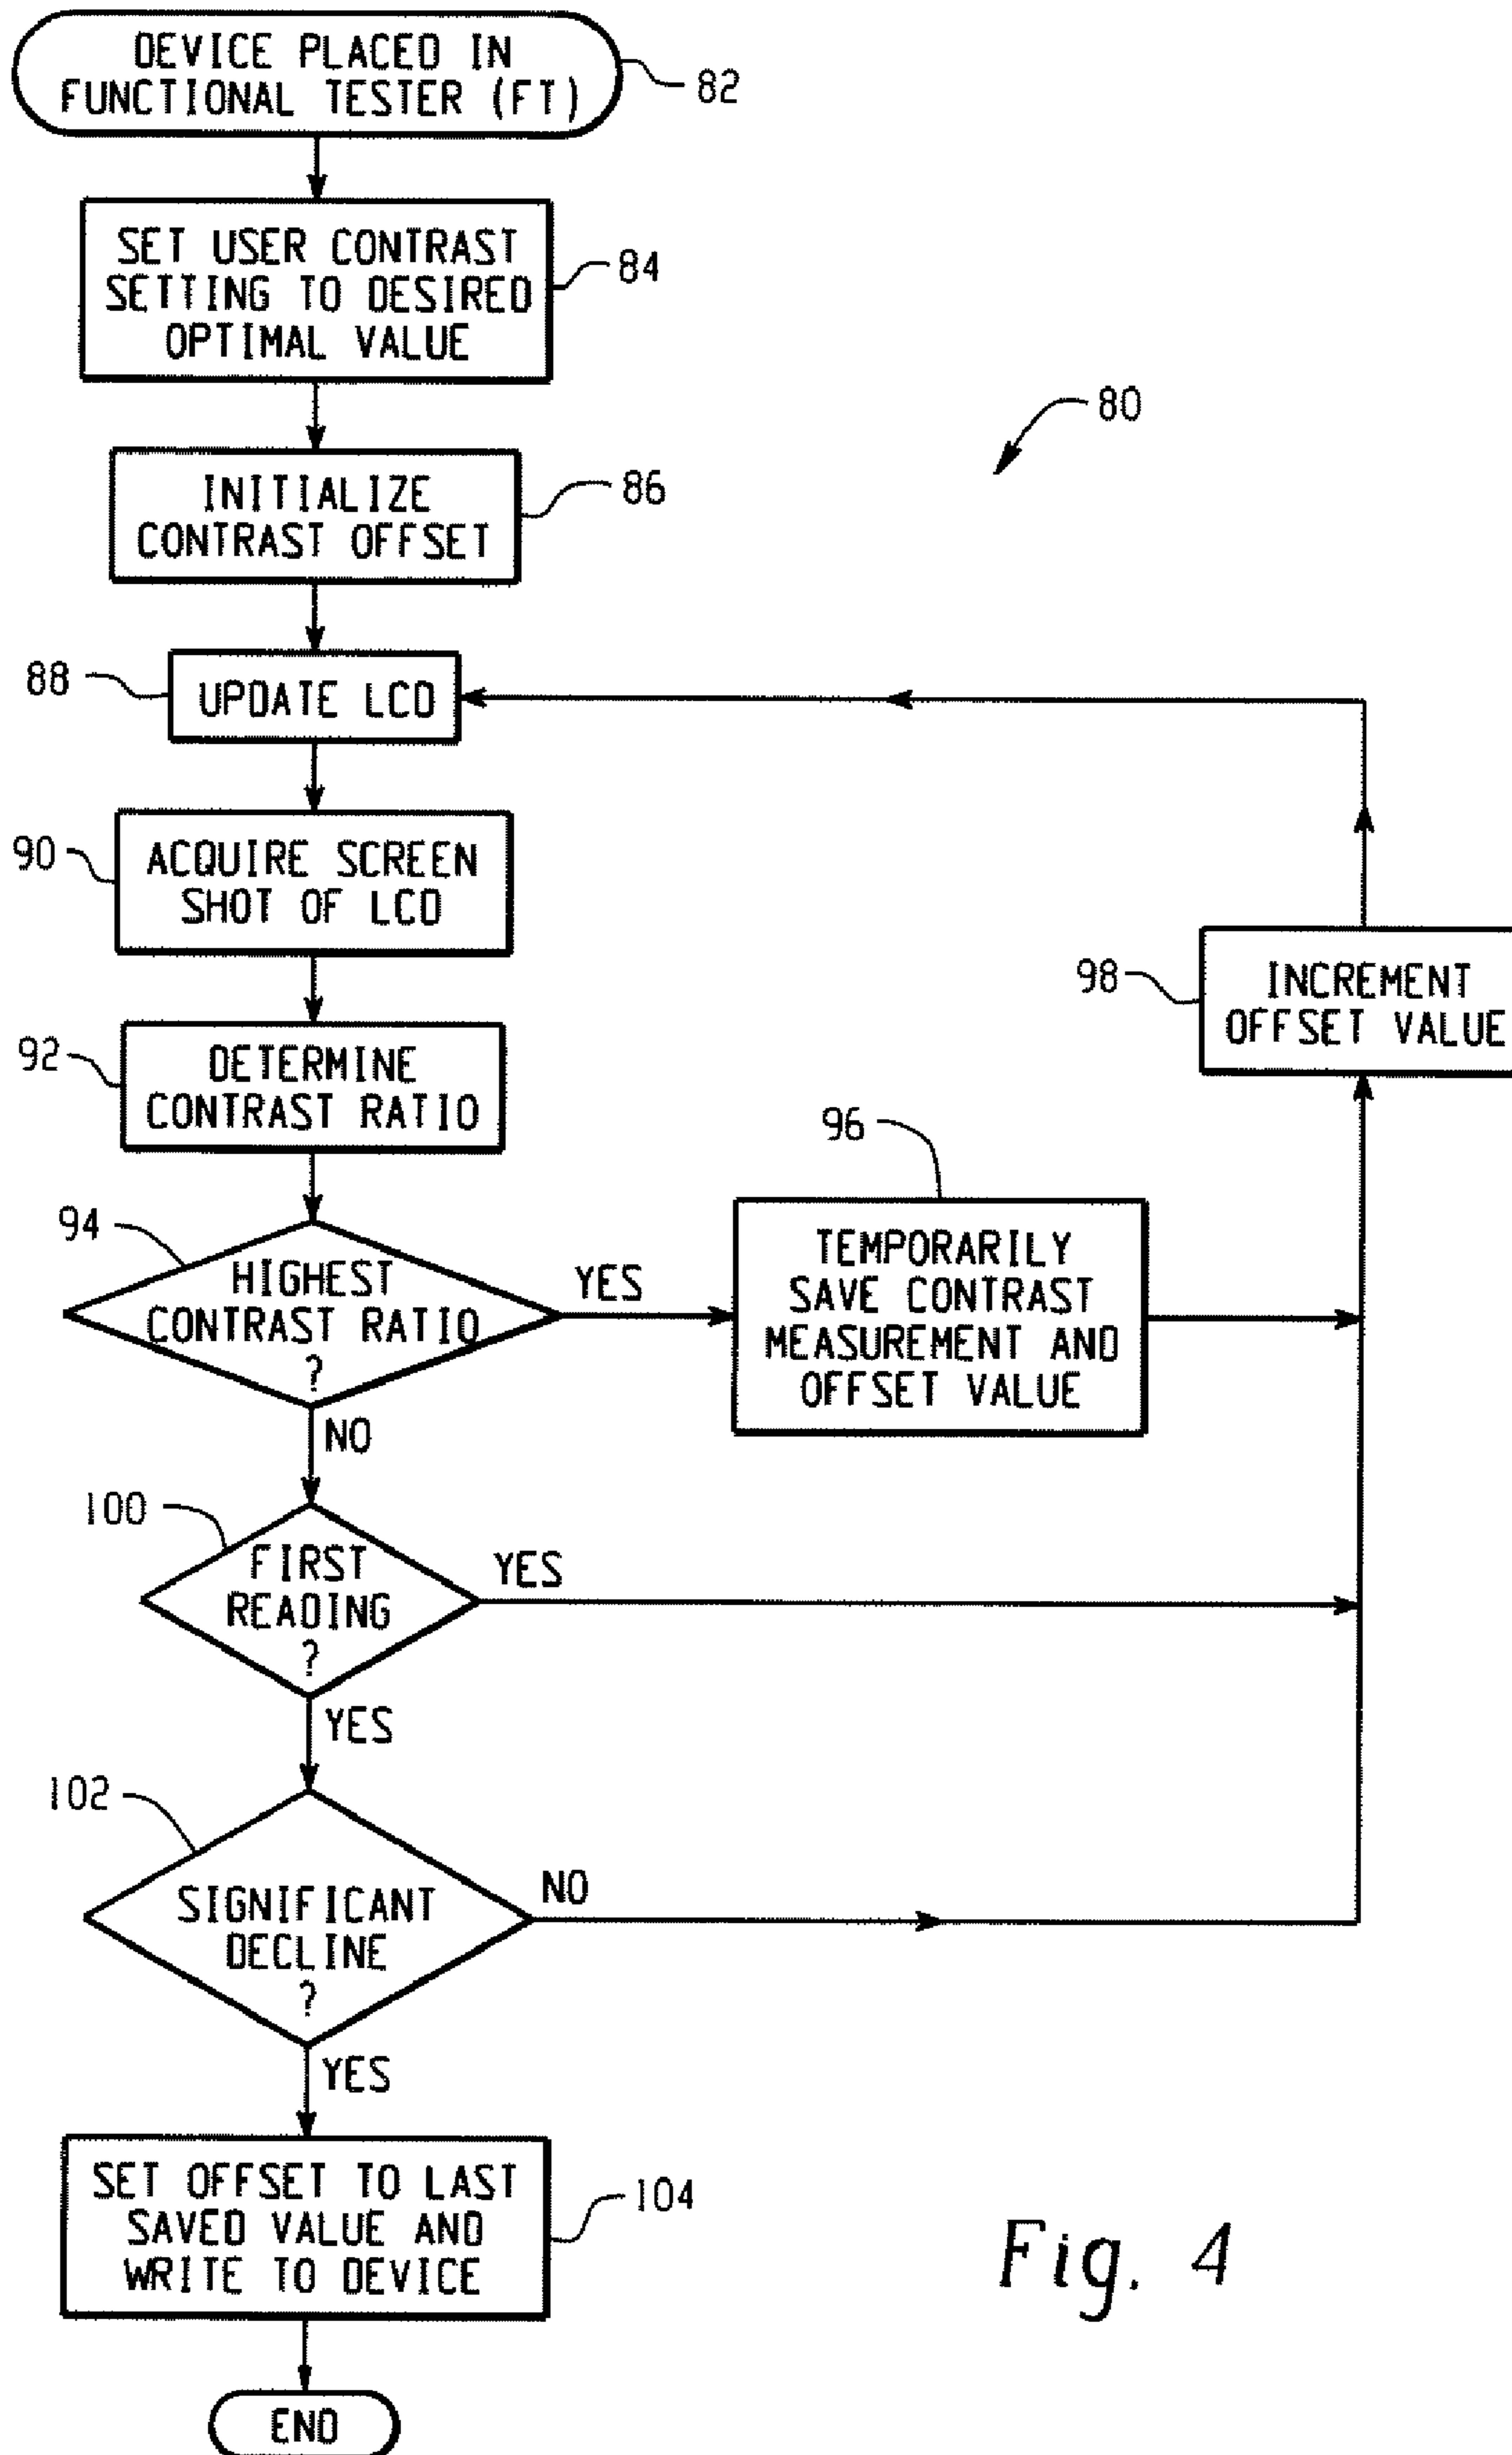 DEVICE PLACED IN
FUNCTIONAL TESTER (FT)
82
SET USER CONTRAST
SETTING TO DESIRED
OPTIMAL VALUE
84
80
INITIALIZE
CONTRAST OFFSET
86
88
UPDATE LCD
90
ACQUIRE SCREEN
SHOT OF LCD
98
INCREMENT
OFFSET VALUE
92
DETERMINE
CONTRAST RATIO
96
94
HIGHEST
CONTRAST RATIO
?
YES
TEMPORARILY
SAVE CONTRAST
MEASUREMENT AND
OFFSET VALUE
NO
100
FIRST
READING
?
YES
YES
102
SIGNIFICANT
DECLINE
?
NO
YES
SET OFFSET TO LAST
SAVED VALUE AND
WRITE TO DEVICE
104
Fig. 4
END